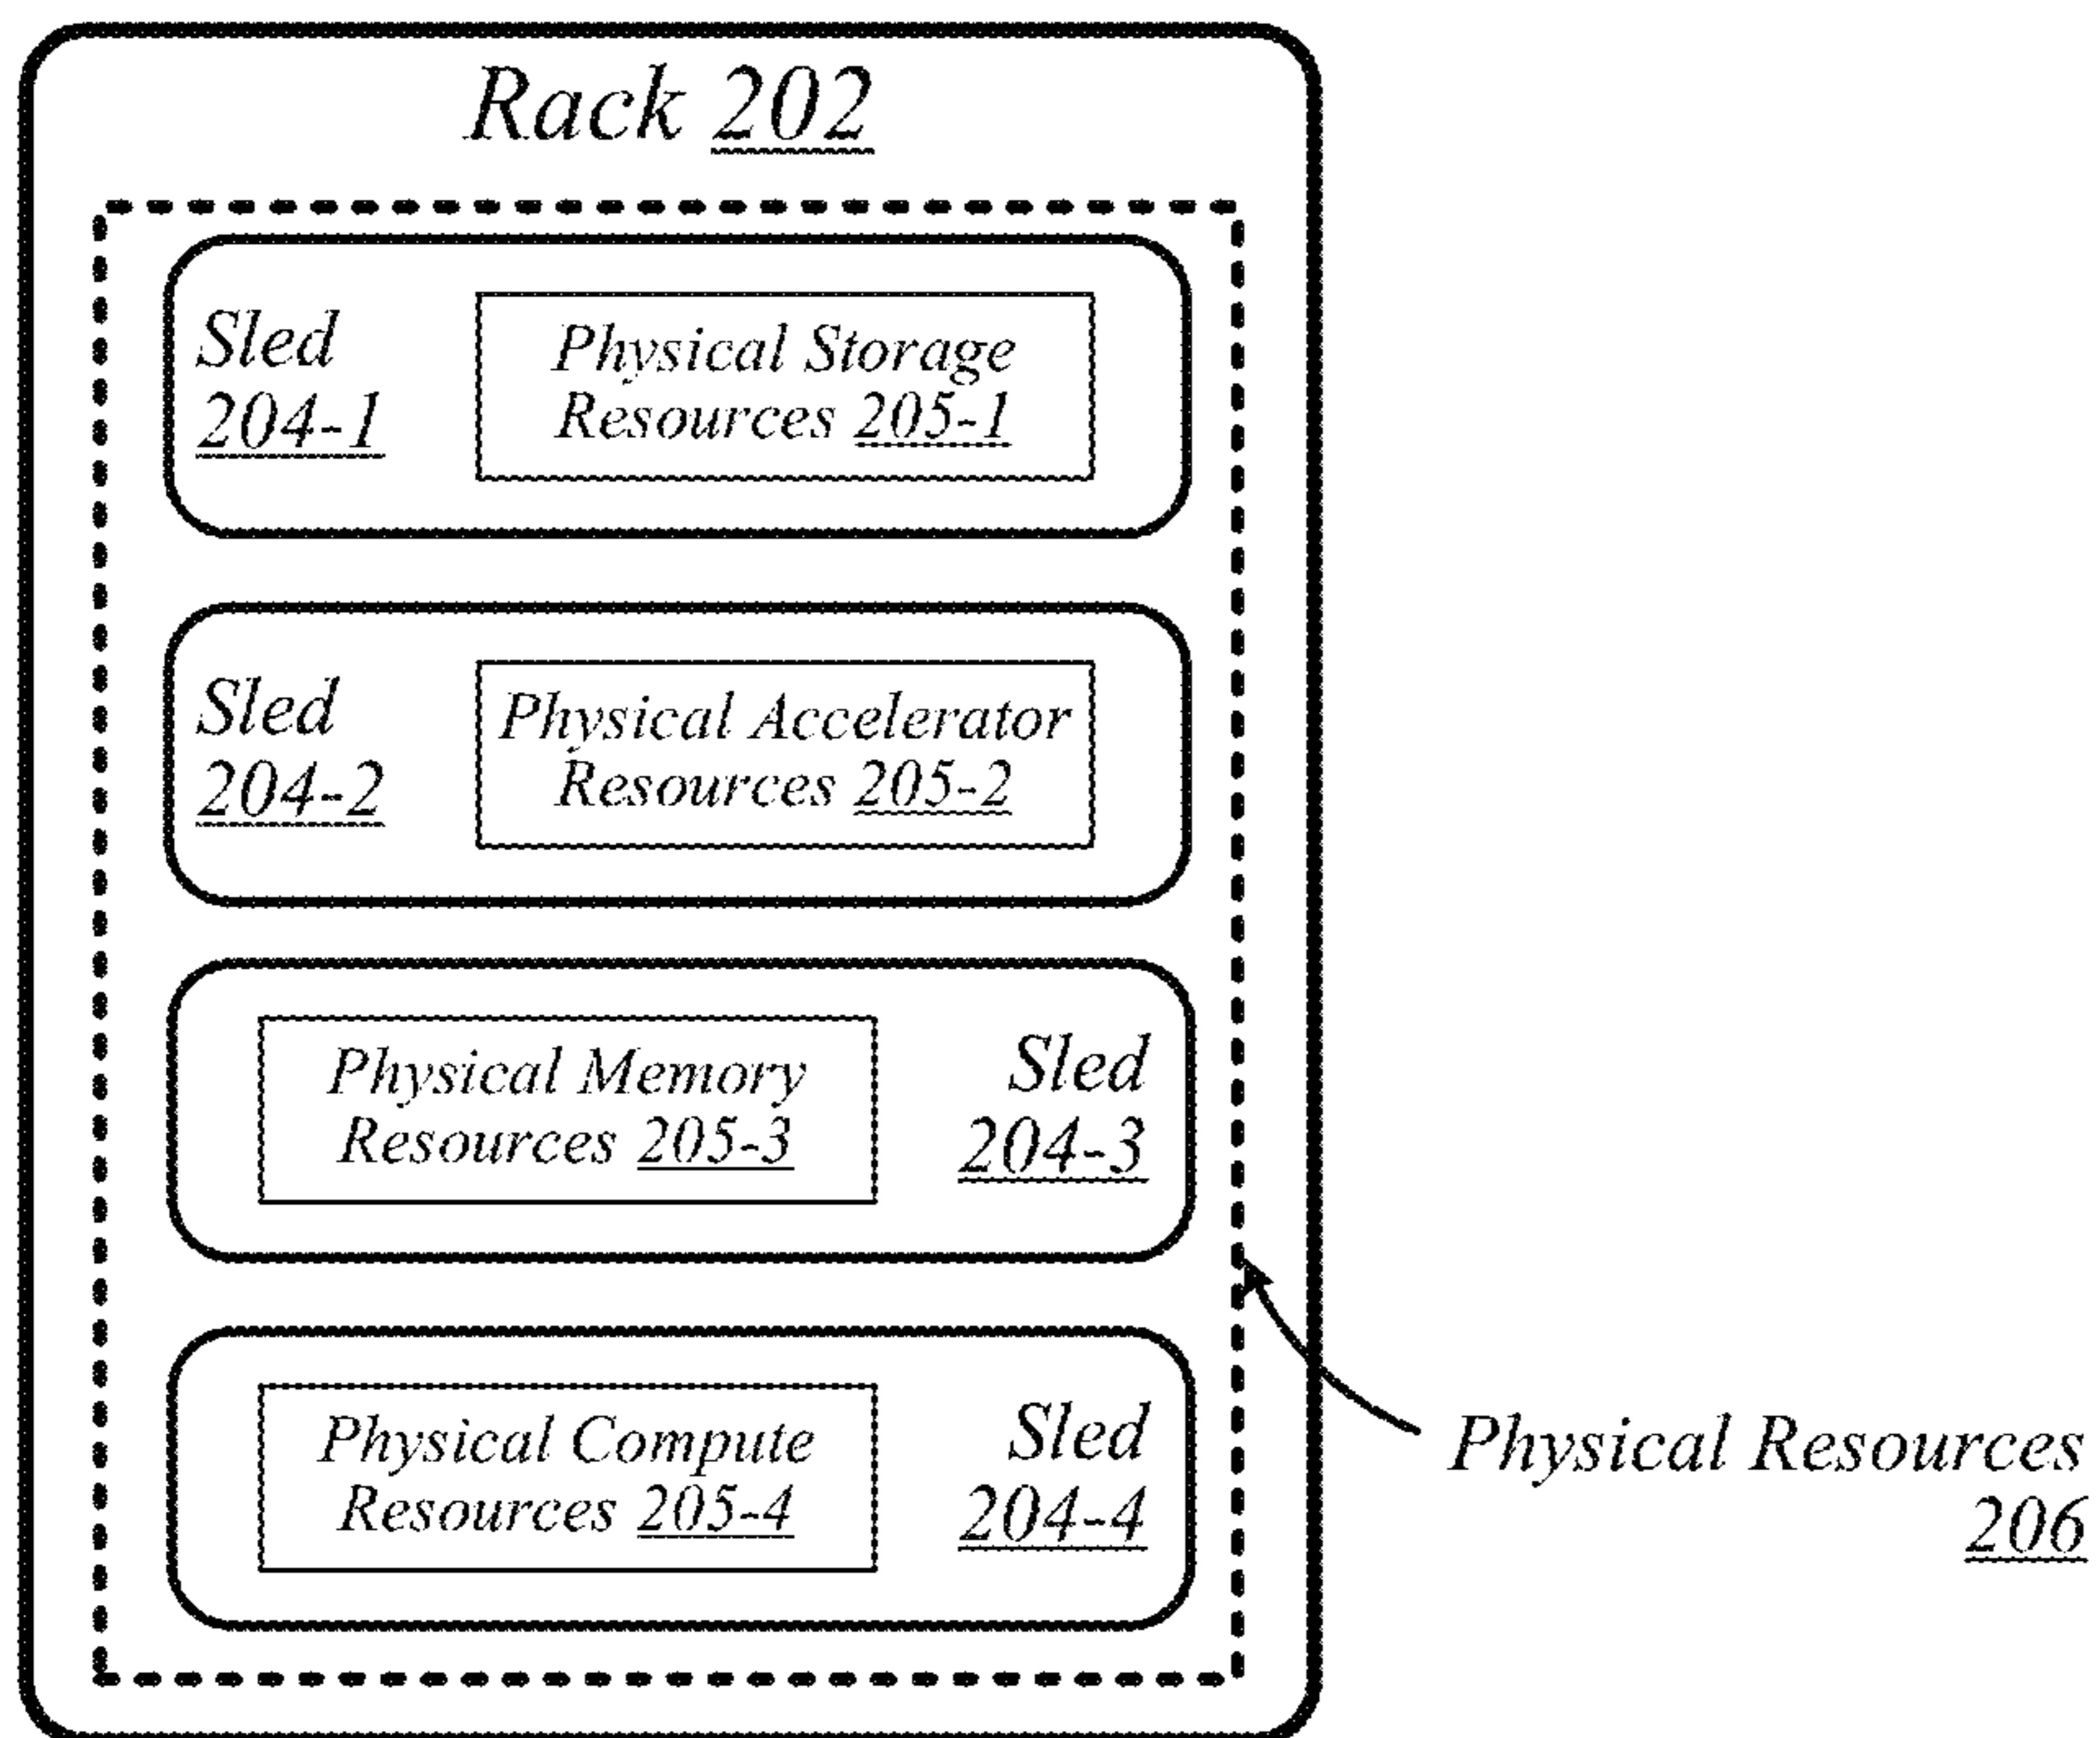 Rack 202
Sled
204-1
Physical Storage
Resources 205-1
Sled
204-2
Physical Accelerator
Resources 205-2
Physical Memory
Resources 205-3
Sled
204-3
Physical Compute
Resources 205-4
Sled
204-4
Physical Resources
206